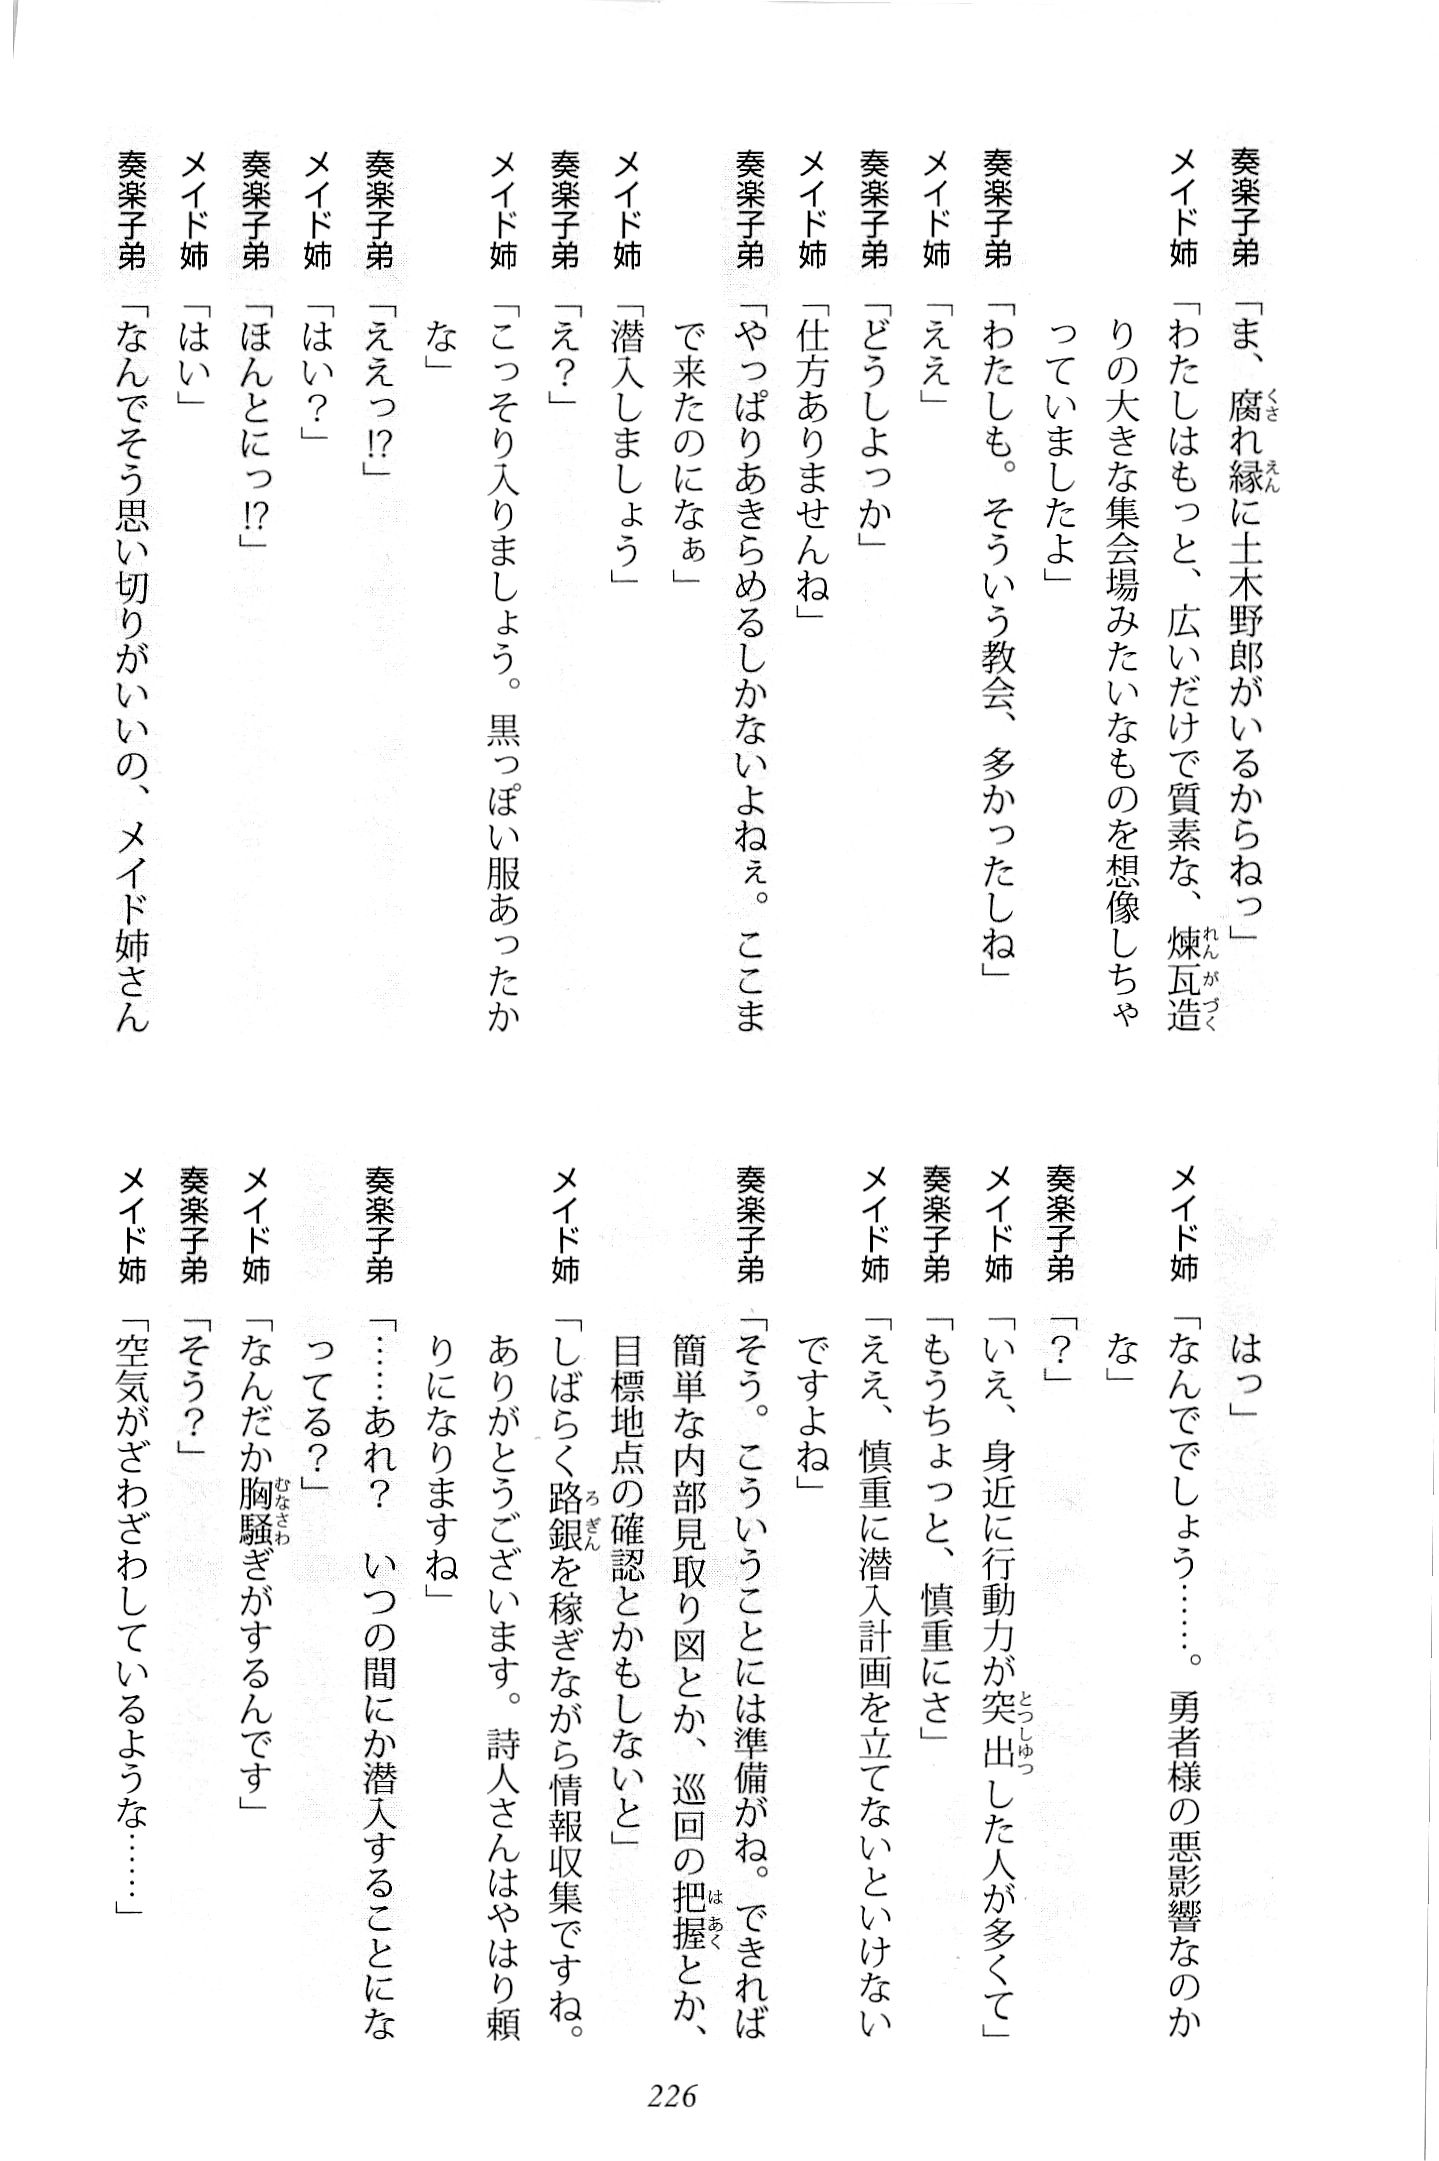 奏楽子弟「ま、腐れ縁に土木野郎がいるからねっ」
メイド姉「わたしはもっと、広いだけで質素な、煉瓦造
りの大きな集会場みたいなものを想像しちゃ
っていましたよ」
奏楽子弟「わたしも。そういう教会、多かったしね」
メイド姉「ええ」
奏楽子弟「どうしよっか」
メイド姉「仕方ありませんね」
奏楽子弟「やっぱりあきらめるしかないよねぇ。ここま
で来たのになぁ」
メイド姉「潜入しましょう」
奏楽子弟「え？」
メイド姉「こっそり入りましょう。黒っぽい服あったか
な」
奏楽子弟「ええっ!?」
メイド姉「はい？」
奏楽子弟「ほんとにっ!?」
メイド姉「はい」
奏楽子弟「なんでそう思い切りがいいの、メイド姉さん
はっ」
メイド姉「なんででしょう……。勇者様の悪影響なのか
な」
奏楽子弟「？」
メイド姉「いえ、身近に行動力が突出した人が多くて」
奏楽子弟「もうちょっと、慎重にさ」
メイド姉「ええ、慎重に潜入計画を立てないといけない
ですよね」
奏楽子弟「そう。こういうことには準備がね。できれば
簡単な内部見取り図とか、巡回の把握とか、
目標地点の確認とかもしないと」
メイド姉「しばらく路銀を稼ぎながら情報収集ですね。
ありがとうございます。詩人さんはやはり頼
りになりますね」
奏楽子弟「……あれ？　いつの間にか潜入することにな
ってる？」
メイド姉「なんだか胸騒ぎがするんです」
奏楽子弟「そう？」
メイド姉「空気がざわざわしているような……」
226